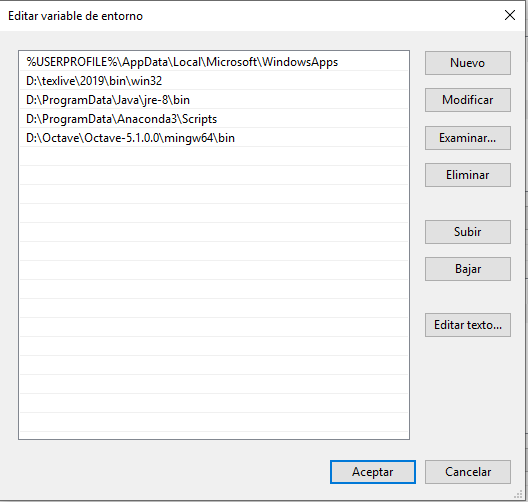 Editar variable de entorno
%USERPROFILE%\AppData\Local\Microsoft\WindowsApps
D:\texlive\2019\bin\win32
D:\ProgramData\Java\jre-8\bin
D:\ProgramData\Anaconda3\Scripts
D:\Octave\Octave-5.1.0.0\mingw64\bin
Nuevo
Modificar
Examinar...
Eliminar
Subir
Bajar
Editar texto...
Aceptar
Cancelar